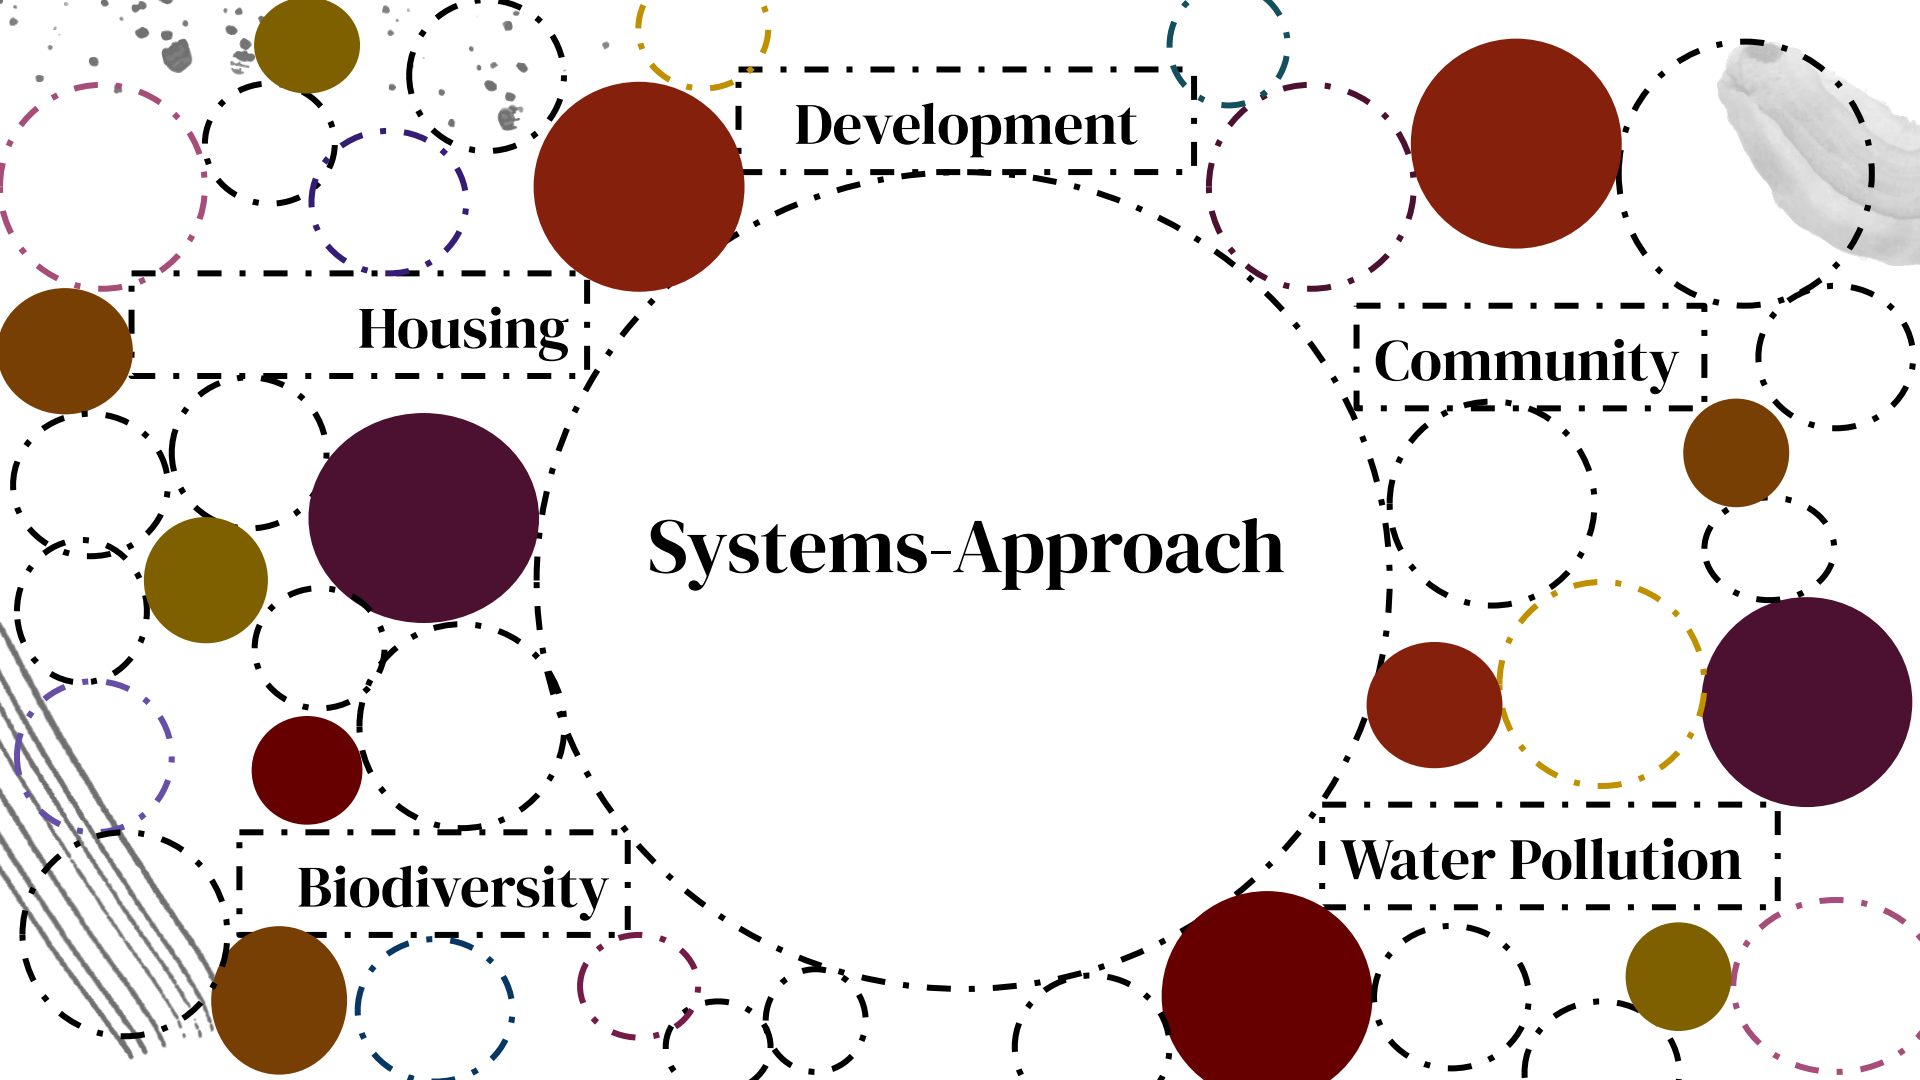 Development
Housing
Community
Systems-Approach
Water Pollution
Biodiversity